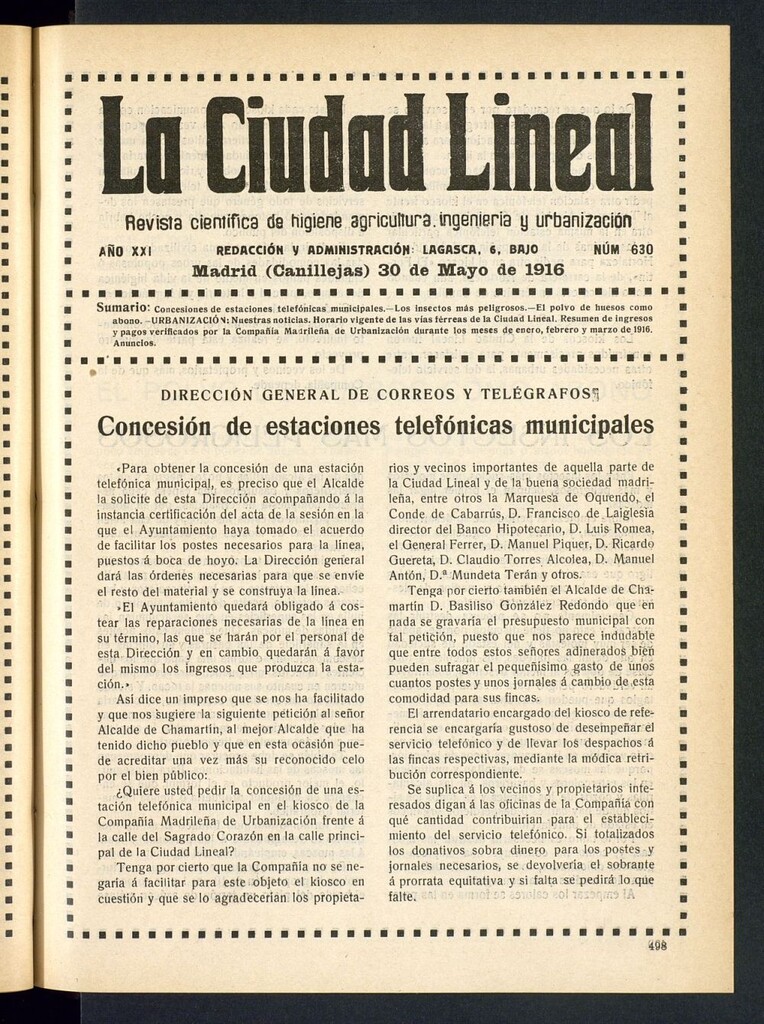 La Ciudad Lineal
Revista científica de higiene agricultura. ingeniería y urbanización
AÑO XXI REDACCIÓN Y ADMINISTRACIÓN: LAGASCA, 6, BAJO NÚM 630
Madrid (Canillejas) 30 de Mayo de 1916
Sumario: Concesiones de estaciones telefónicas municipales.—Los insectos más peligrosos.—El polvo de huesos como
abono.—URBANIZACIÓN: Nuestras noticias. Horario vigente de las vías férreas de la Ciudad Lineal. Resumen de ingresos
y pagos verificados por la Compañía Madrileña de Urbanización durante los meses de enero, febrero y marzo de 1916.
Anuncios.
DIRECCIÓN GENERAL DE CORREOS Y TELÉGRAFOS
Concesión de estaciones telefónicas municipales
«Para obtener la concesión de una estación
telefónica municipal, es preciso que el Alcalde
la solicite de esta Dirección acompañando á la
instancia certificación del acta de la sesión en la
que el Ayuntamiento haya tomado el acuerdo
de facilitar los postes necesarios para la línea,
puestos á boca de hoyo. La Dirección general
dará las órdenes necesarias para que se envíe
el resto del material y se construya la línea.
»El Ayuntamiento quedará obligado á cos-
tear las reparaciones necesarias de la línea en
su término, las que se harán por el personal de
esta Dirección y en cambio quedarán á favor
del mismo los ingresos que produzca la esta-
ción.»
Así dice un impreso que se nos ha facilitado
y que nos sugiere la siguiente petición al señor
Alcalde de Chamartín, al mejor Alcalde que ha
tenido dicho pueblo y que en esta ocasión pue-
de acreditar una vez más su reconocido celo
por el bien público:
¿Quiere usted pedir la concesión de una es-
tación telefónica municipal en el kiosco de la
Compañía Madrileña de Urbanización frente á
la calle del Sagrado Corazón en la calle princi-
pal de la Ciudad Lineal?
Tenga por cierto que la Compañía no se ne-
garía á facilitar para este objeto el kiosco en
cuestión y que se lo agradecerían los propieta-
rios y vecinos importantes de aquella parte de
la Ciudad Lineal y de la buena sociedad madri-
leña, entre otros la Marquesa de Oquendo, el
Conde de Cabarrús, D. Francisco de Laiglesia
director del Banco Hipotecario, D. Luis Romea,
el General Ferrer, D. Manuel Piquer, D. Ricardo
Guereta, D. Claudio Torres Alcolea, D. Manuel
Antón, D.ª Mundeta Terán y otros.
Tenga por cierto también el Alcalde de Cha-
martín D. Basiliso González Redondo que en
nada se gravaría el presupuesto municipal con
tal petición, puesto que nos parece indudable
que entre todos estos señores adinerados bien
pueden sufragar el pequeñísimo gasto de unos
cuantos postes y unos jornales á cambio de esta
comodidad para sus fincas.
El arrendatario encargado del kiosco de refe-
rencia se encargaría gustoso de desempeñar el
servicio telefónico y de llevar los despachos á
las fincas respectivas, mediante la módica retri-
bución correspondiente.
Se suplica á los vecinos y propietarios inte-
resados digan á las oficinas de la Compañía con
qué cantidad contribuirían para el estableci-
miento del servicio telefónico. Si totalizados
los donativos sobra dinero para los postes y
jornales necesarios, se devolvería el sobrante
á prorrata equitativa y si falta se pedirá lo que
falte.
498